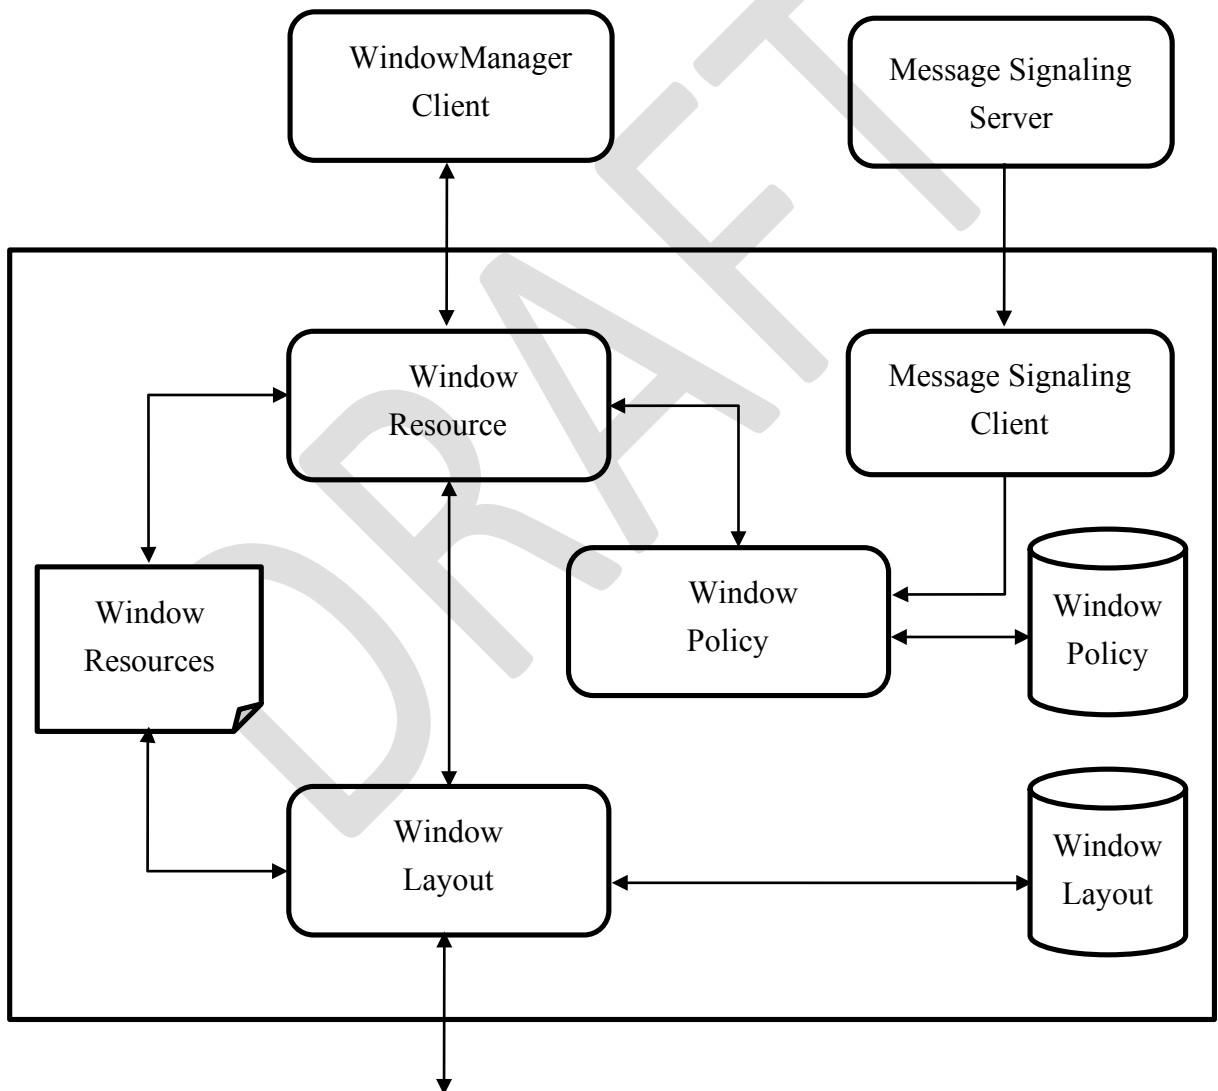 WindowManager
Client
Message Signaling
Server
Window
Resource
Message Signaling
Client
Window
Resources
Window
Policy
Window
Policy
Window
Layout
Window
Layout
DRAFT